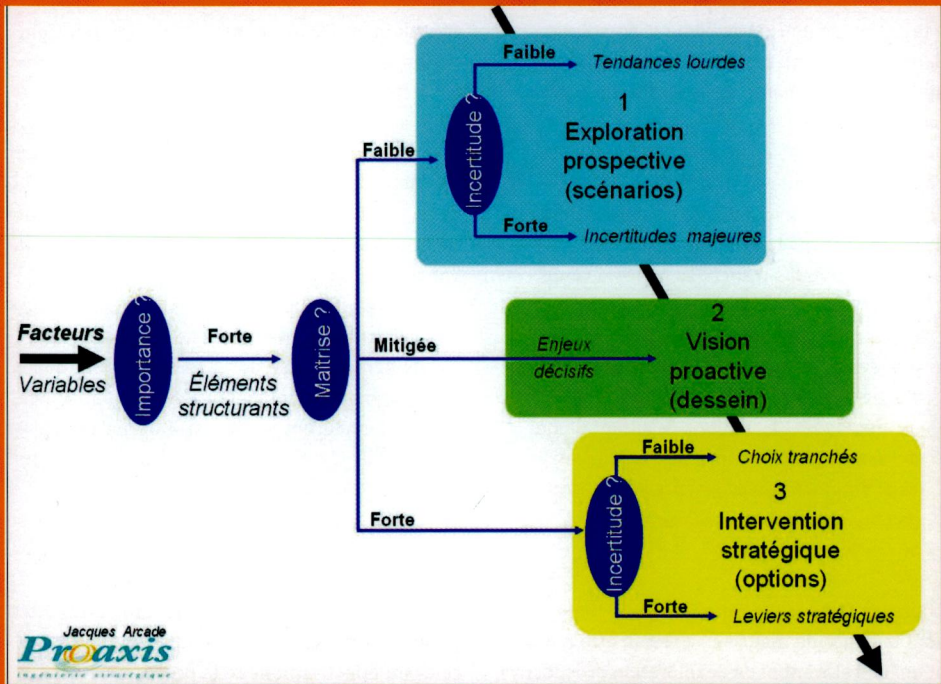 Faible
Tendances lourdes
Incertitude ?
1
Exploration
prospective
(scénarios)
Faible
Forte
Incertitudes majeures
Facteurs
Variables
Importance ?
Forte
Éléments
structurants
Maîtrise ?
Mitigée
Enjeux
décisifs
2
Vision
proactive
(dessein)
Forte
Incertitude ?
Faible
Choix tranchés
3
Intervention
stratégique
(options)
Forte
Leviers stratégiques
Jacques Arcade
Proaxis
ingénierie stratégique